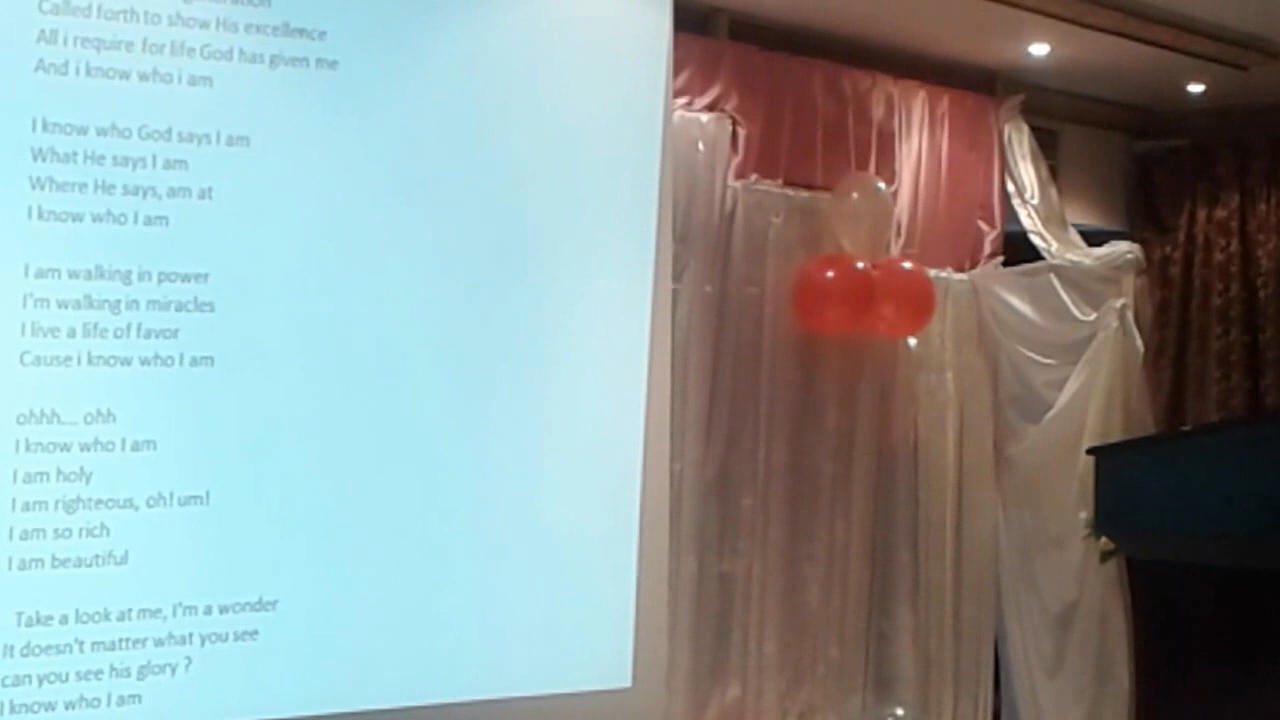 Called forth to show His excellence
All i require for life God has given me
And i know who i am
I know who God says I am
What He says I am
Where He says, am at
I know who I am
I am walking in power
I'm walking in miracles
I live a life of favor
Cause i know who I am
ohhh.... ohh
I know who I am
I am holy
I am righteous, oh! um!
I am so rich
I am beautiful
Take a look at me, I'm a wonder
It doesn't matter what you see
can you see his glory ?
I know who I am